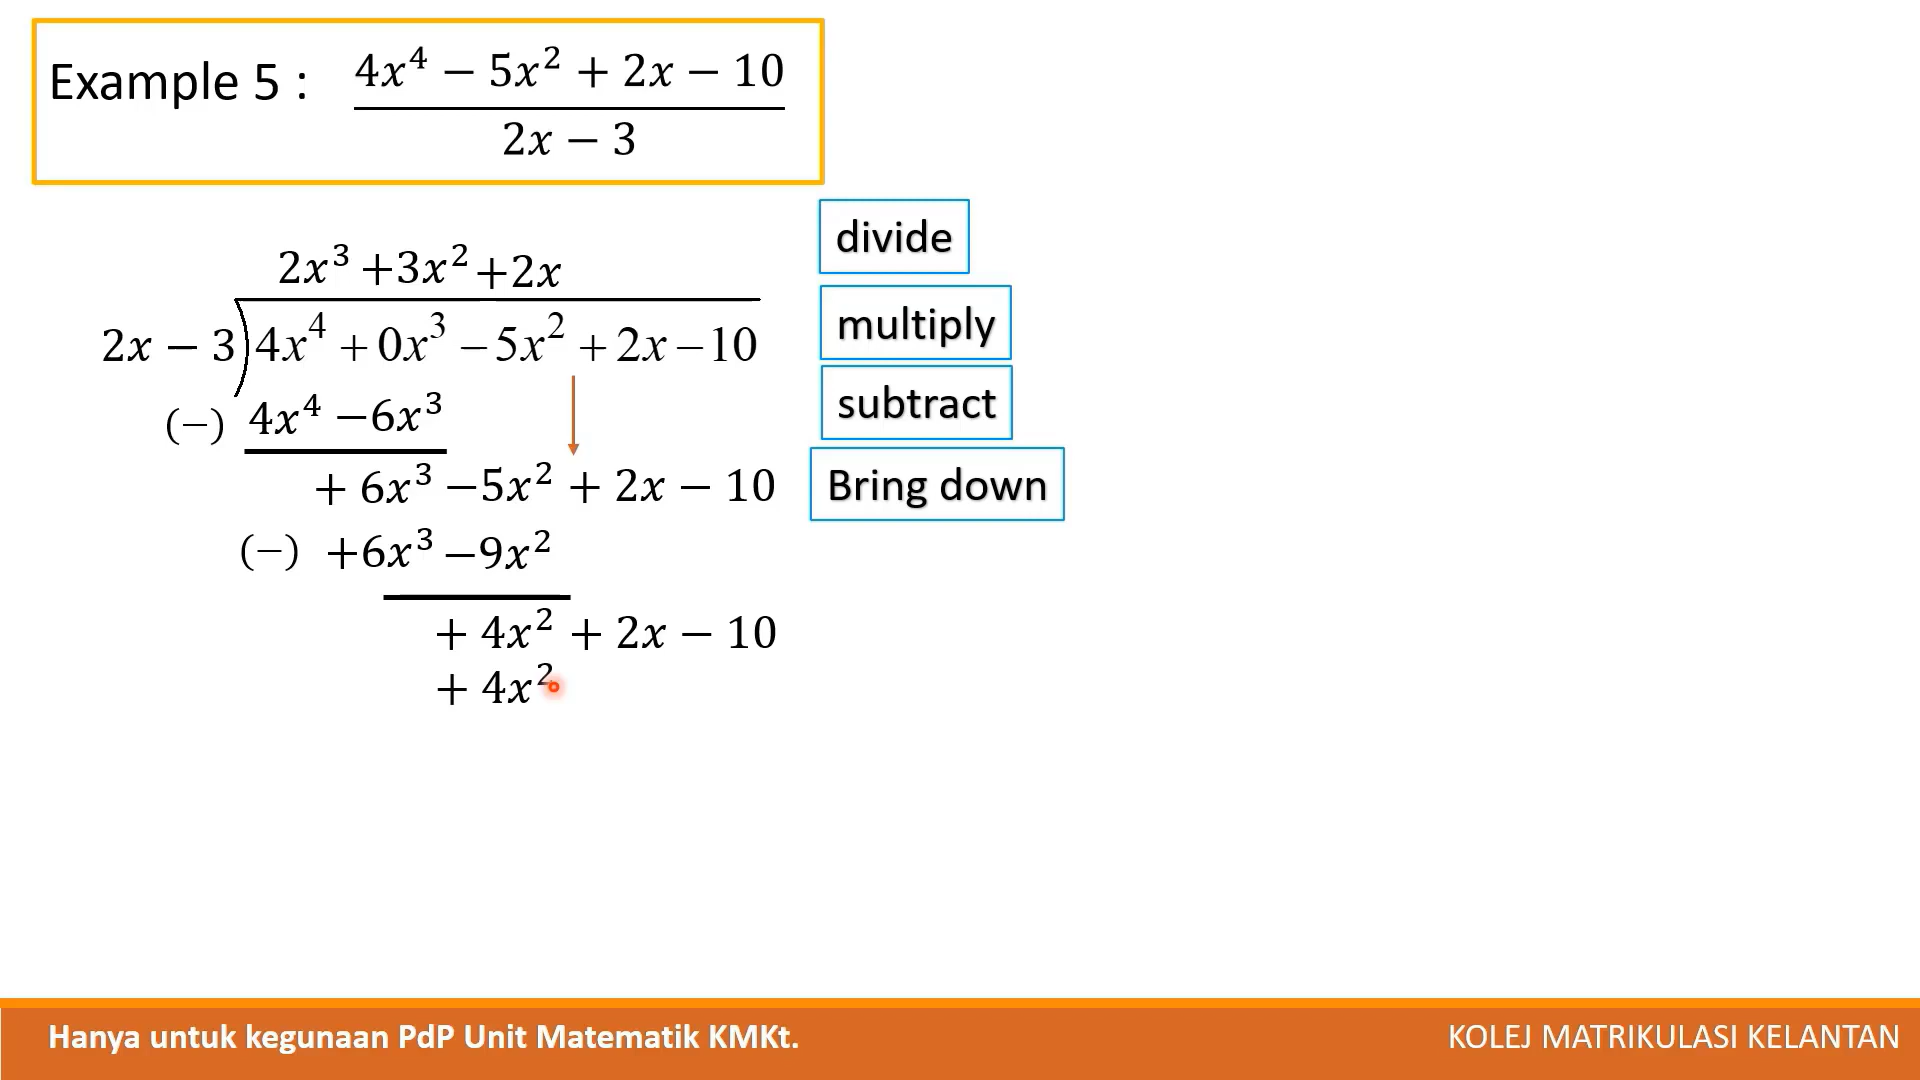 Example 5 : (4x⁴ − 5x² + 2x − 10)/(2x − 3)
divide
2x³ +3x² +2x
multiply
2x − 3)4x⁴ + 0x³ − 5x² + 2x − 10
subtract
(−) 4x⁴ −6x³
+ 6x³ −5x² + 2x − 10
Bring down
(−) +6x³ −9x²
+ 4x² + 2x − 10
+ 4x²
Hanya untuk kegunaan PdP Unit Matematik KMKt.
KOLEJ MATRIKULASI KELANTAN